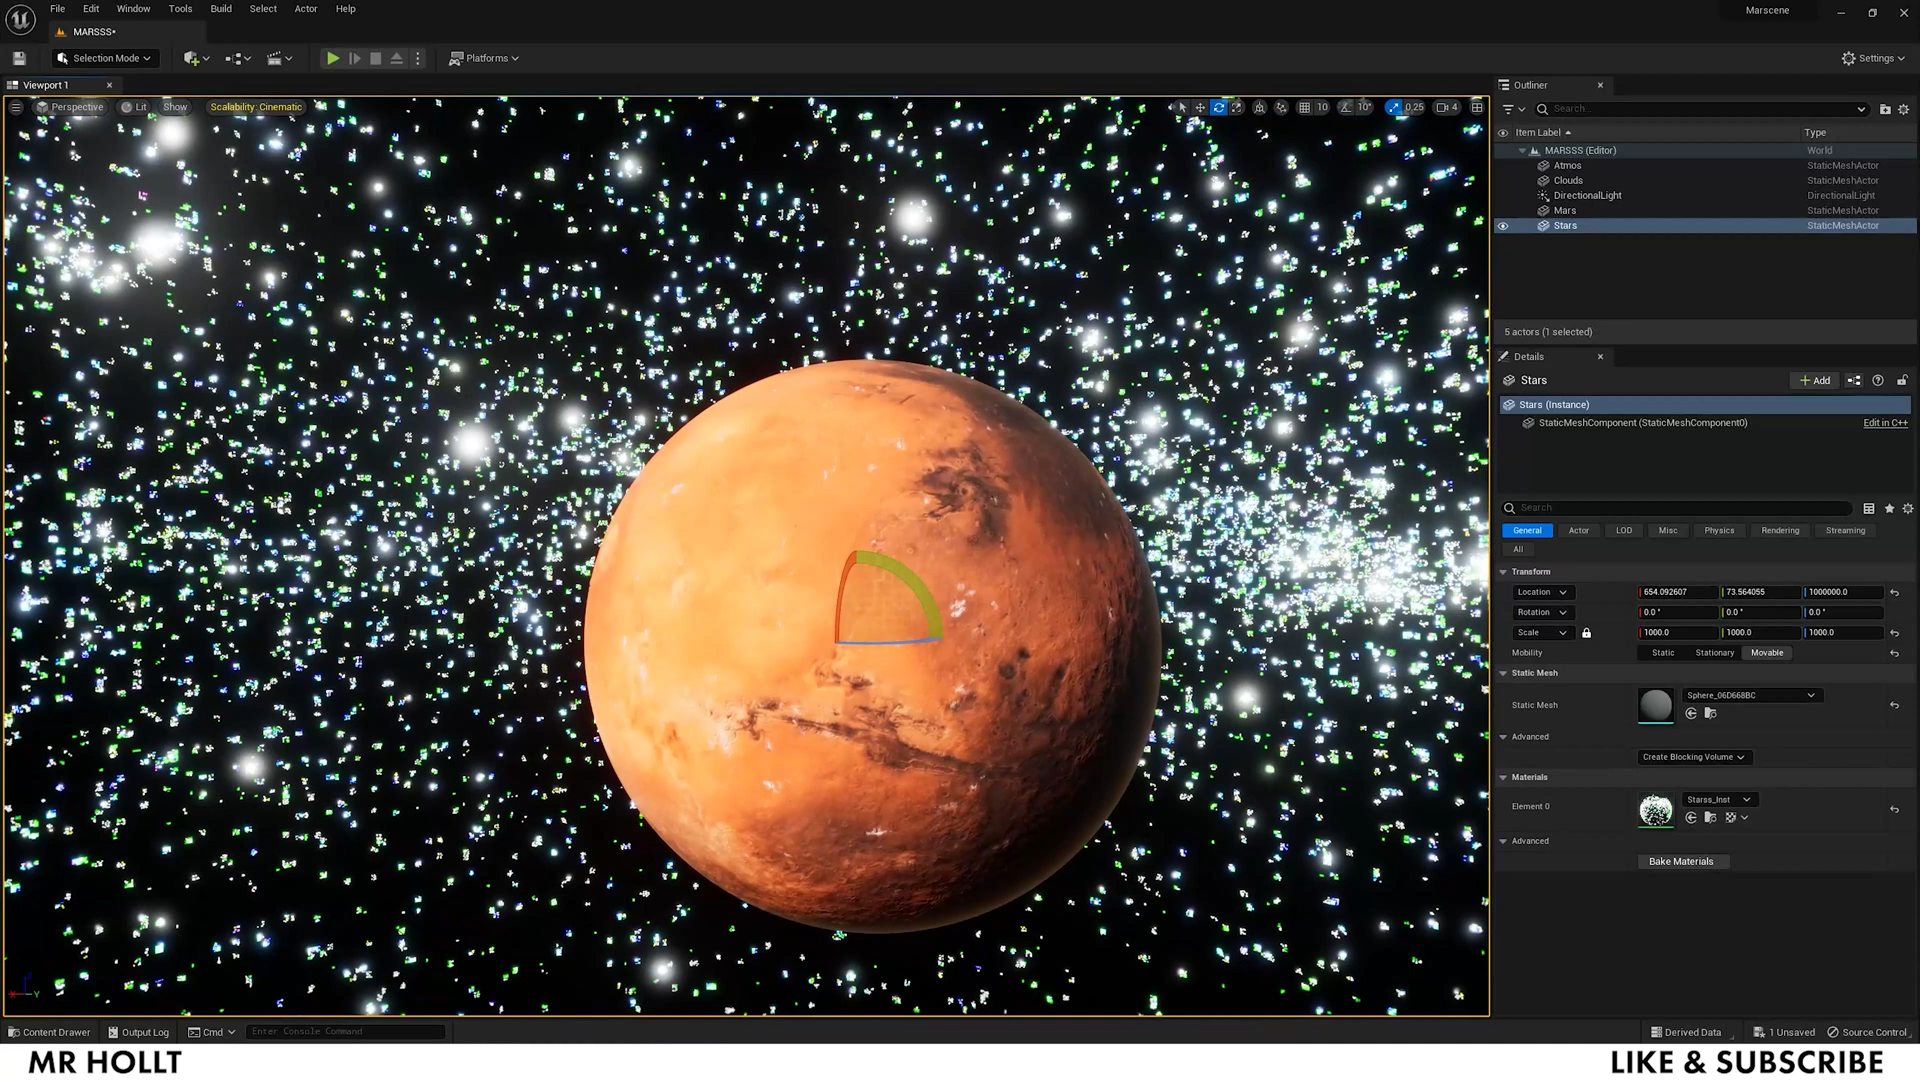 File Edit Window Tools Build Select Actor Help
Marscene
MARSSS•
Selection Mode
Platforms
Settings
Viewport 1
Perspective Lit Show Scalability: Cinematic
10 10° 0.25 4
Outliner
Search...
Item Label Type
MARSSS (Editor) World
Atmos StaticMeshActor
Clouds StaticMeshActor
DirectionalLight DirectionalLight
Mars StaticMeshActor
Stars StaticMeshActor
5 actors (1 selected)
Details
Stars
+ Add
Stars (Instance)
StaticMeshComponent (StaticMeshComponent0) Edit in C++
Search
General Actor LOD Misc Physics Rendering Streaming
All
Transform
Location 654.092607 73.564055 1000000.0
Rotation 0.0 ° 0.0 ° 0.0 °
Scale 1000.0 1000.0 1000.0
Mobility Static Stationary Movable
Static Mesh
Static Mesh Sphere_06D668BC
Advanced
Create Blocking Volume
Materials
Element 0 Starss_Inst
Advanced
Bake Materials
Content Drawer Output Log Cmd Enter Console Command
Derived Data 1 Unsaved Source Control
MR HOLLT
LIKE & SUBSCRIBE